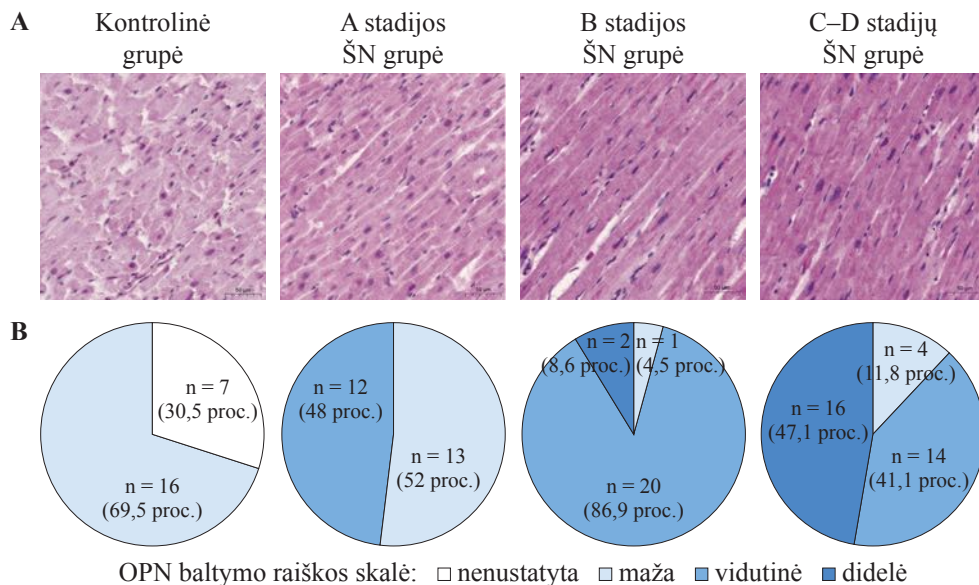 A
Kontrolinė
grupė
A stadijos
ŠN grupė
B stadijos
ŠN grupė
C–D stadijų
ŠN grupė
B
n = 7
(30,5 proc.)
n = 16
(69,5 proc.)
n = 12
(48 proc.)
n = 13
(52 proc.)
n = 2
(8,6 proc.)
n = 1
(4,5 proc.)
n = 20
(86,9 proc.)
n = 4
(11,8 proc.)
n = 16
(47,1 proc.)
n = 14
(41,1 proc.)
OPN baltymo raiškos skalė: nenustatyta maža vidutinė didelė